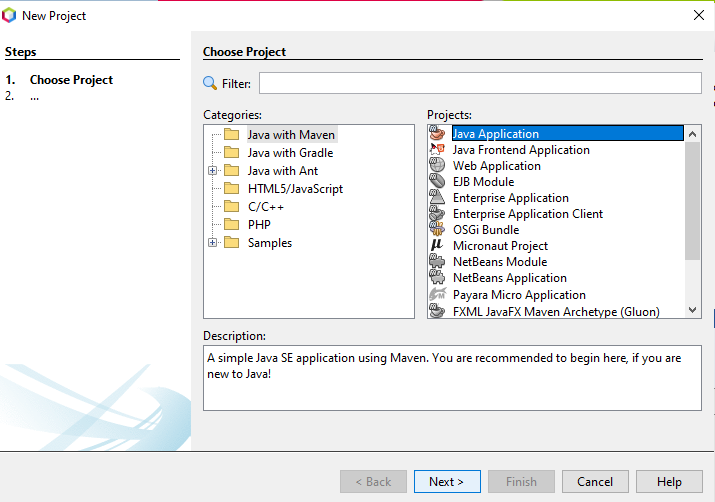 New Project
Steps
1. Choose Project
2. ...
Choose Project
Filter:
Categories:
Java with Maven
Java with Gradle
Java with Ant
HTML5/JavaScript
C/C++
PHP
Samples
Projects:
Java Application
Java Frontend Application
Web Application
EJB Module
Enterprise Application
Enterprise Application Client
OSGi Bundle
Micronaut Project
NetBeans Module
NetBeans Application
Payara Micro Application
FXML JavaFX Maven Archetype (Gluon)
Description:
A simple Java SE application using Maven. You are recommended to begin here, if you are
new to Java!
< Back
Next >
Finish
Cancel
Help